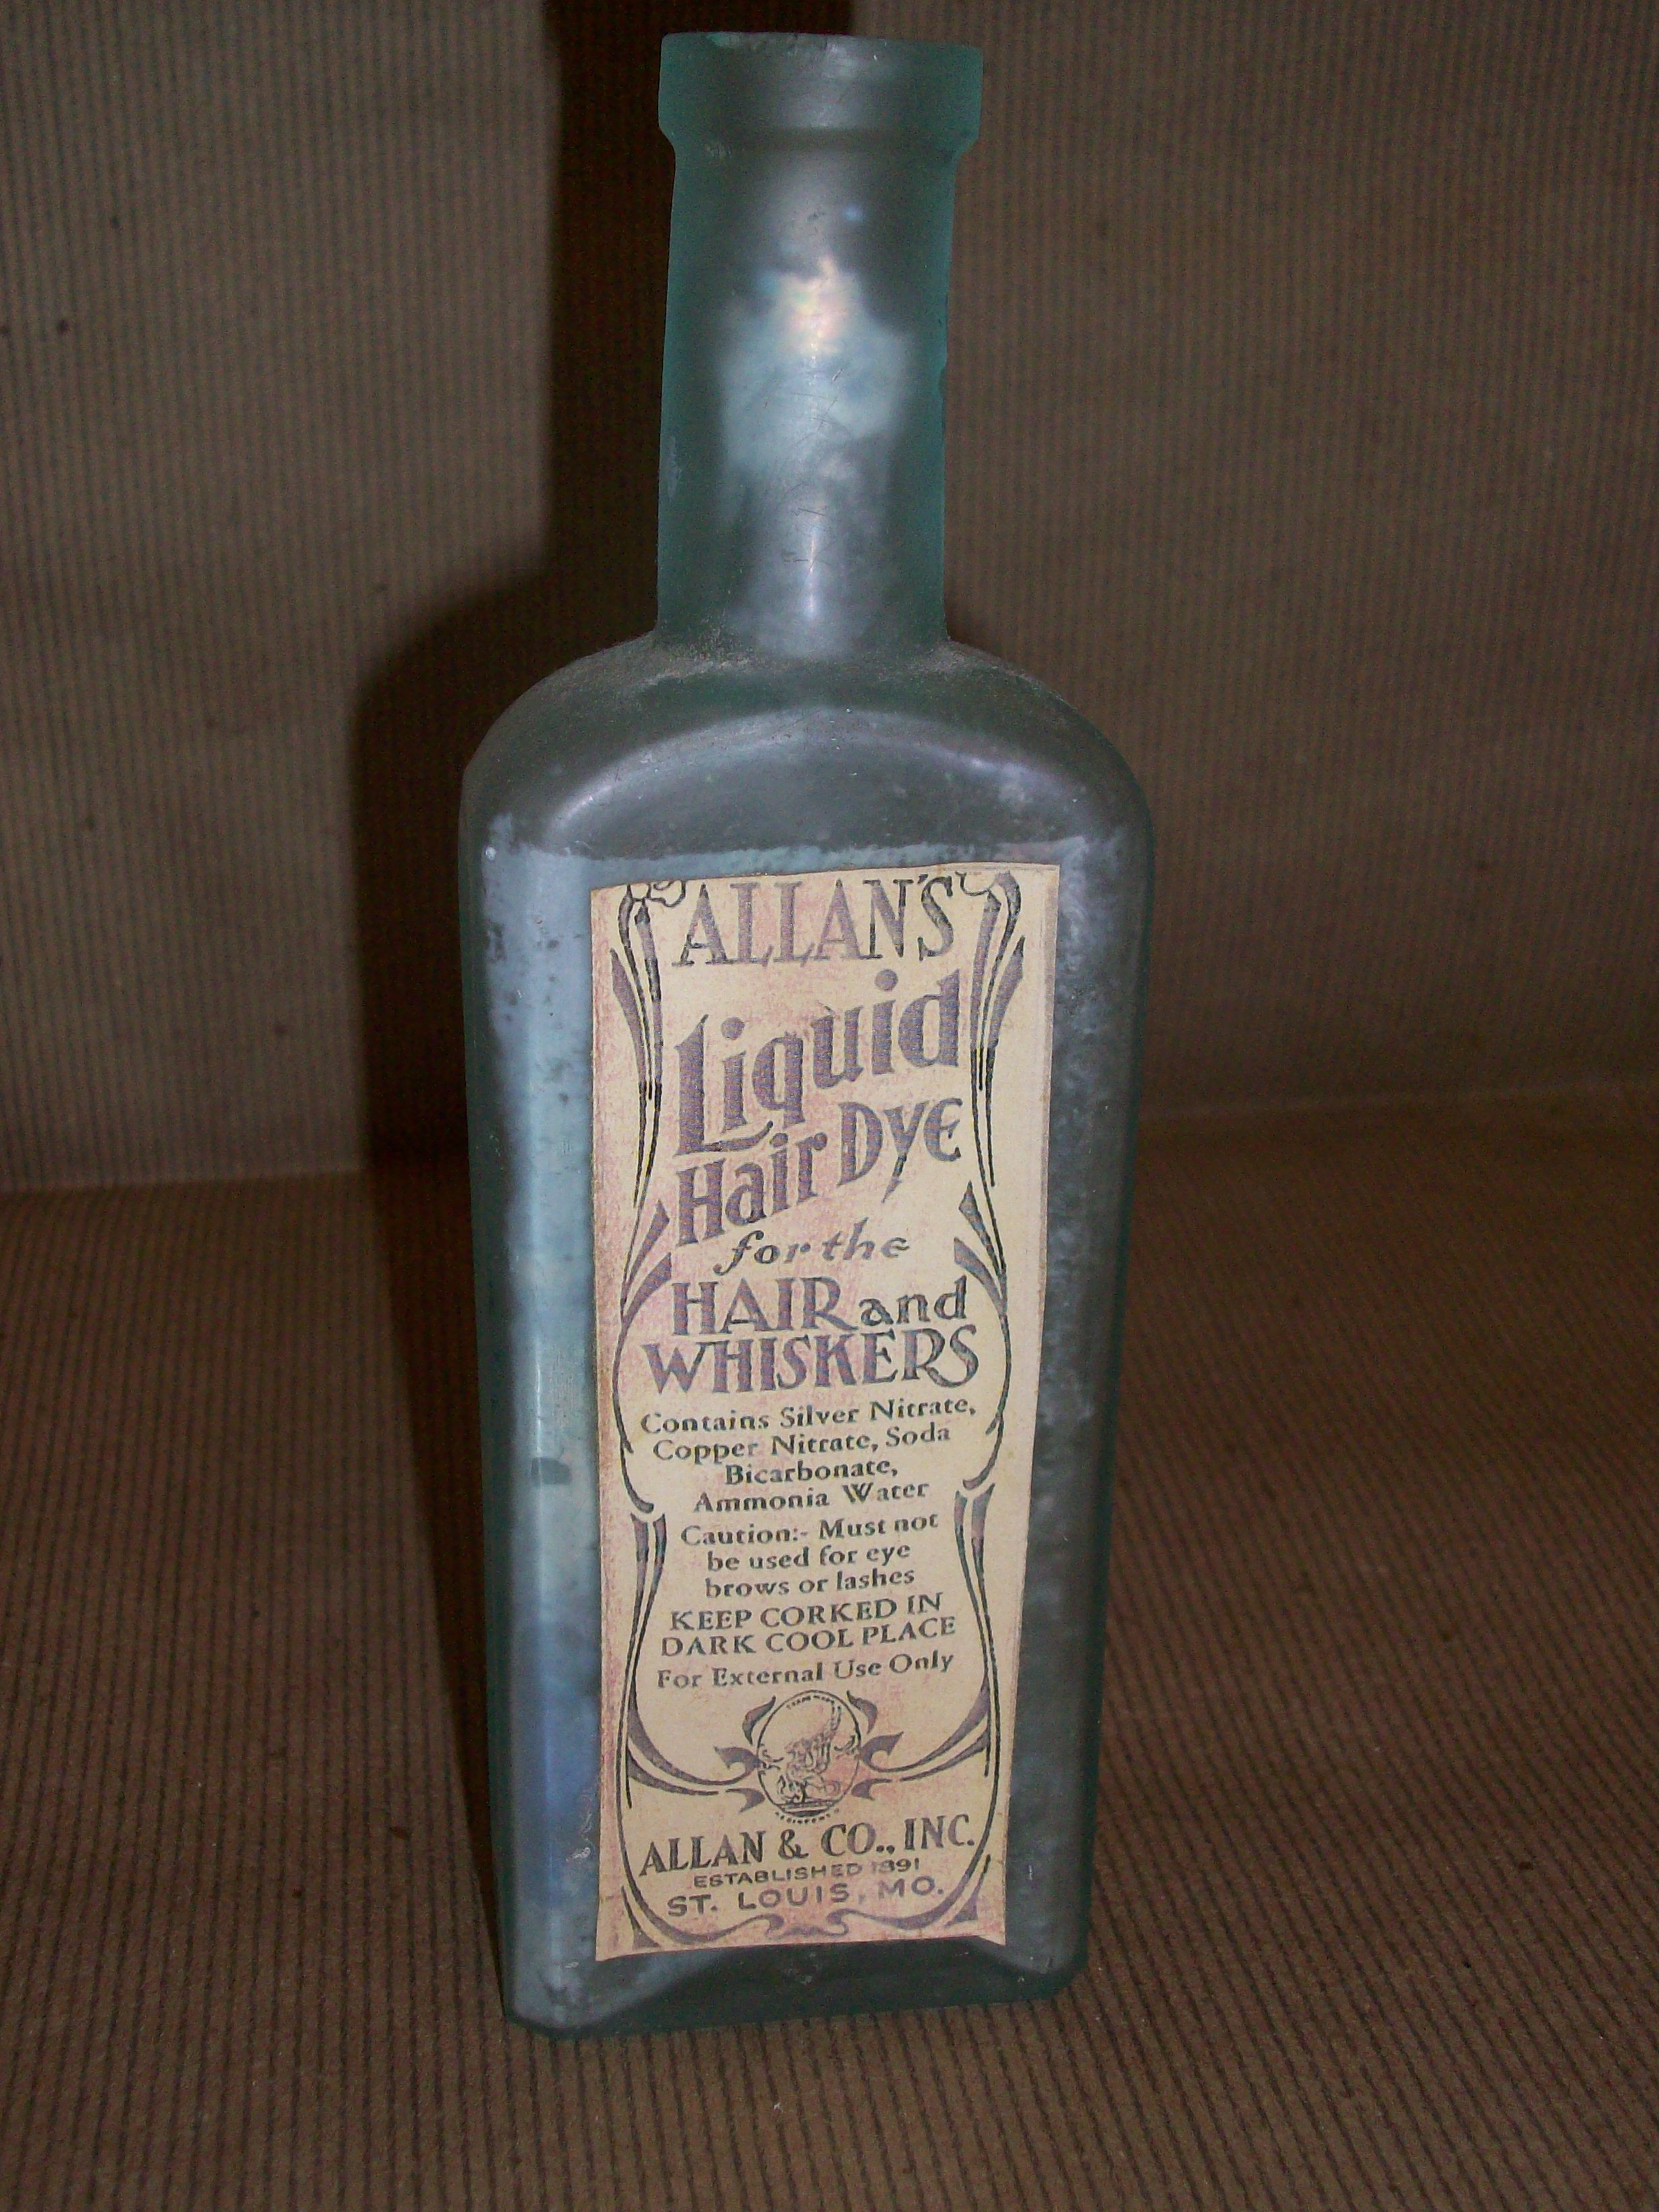 ALLAN'S
Liquid
Hair Dye
for the
HAIR and
WHISKERS
Contains Silver Nitrate,
Copper Nitrate, Soda
Bicarbonate,
Ammonia Water
Caution:- Must not
be used for eye
brows or lashes
KEEP CORKED IN
DARK COOL PLACE
For External Use Only
TRADE MARK
ALLAN & CO., INC.
ESTABLISHED 1891
ST. LOUIS, MO.